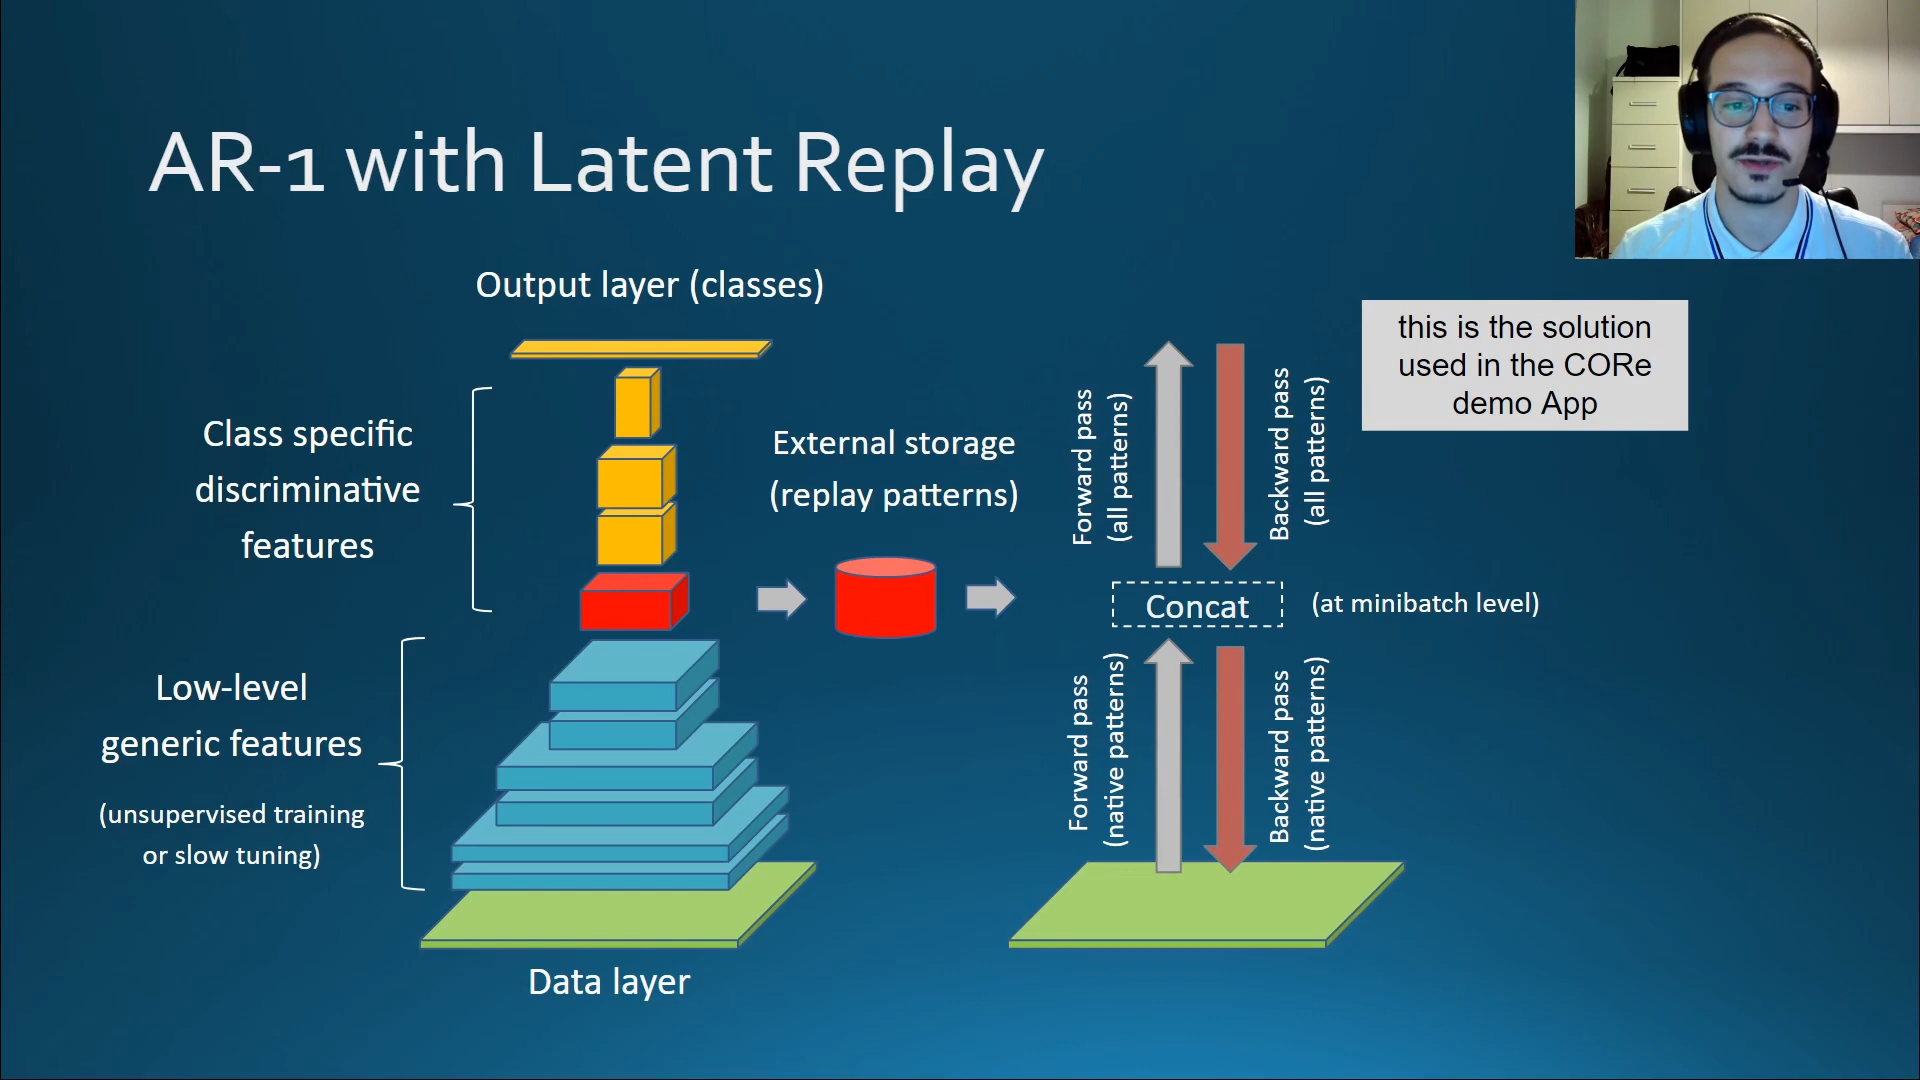 AR-1 with Latent Replay
Output layer (classes)
this is the solution
used in the CORe
demo App
Class specific
discriminative
features
External storage
(replay patterns)
Forward pass
(all patterns)
Backward pass
(all patterns)
Concat
(at minibatch level)
Low-level
generic features
(unsupervised training
or slow tuning)
Forward pass
(native patterns)
Backward pass
(native patterns)
Data layer